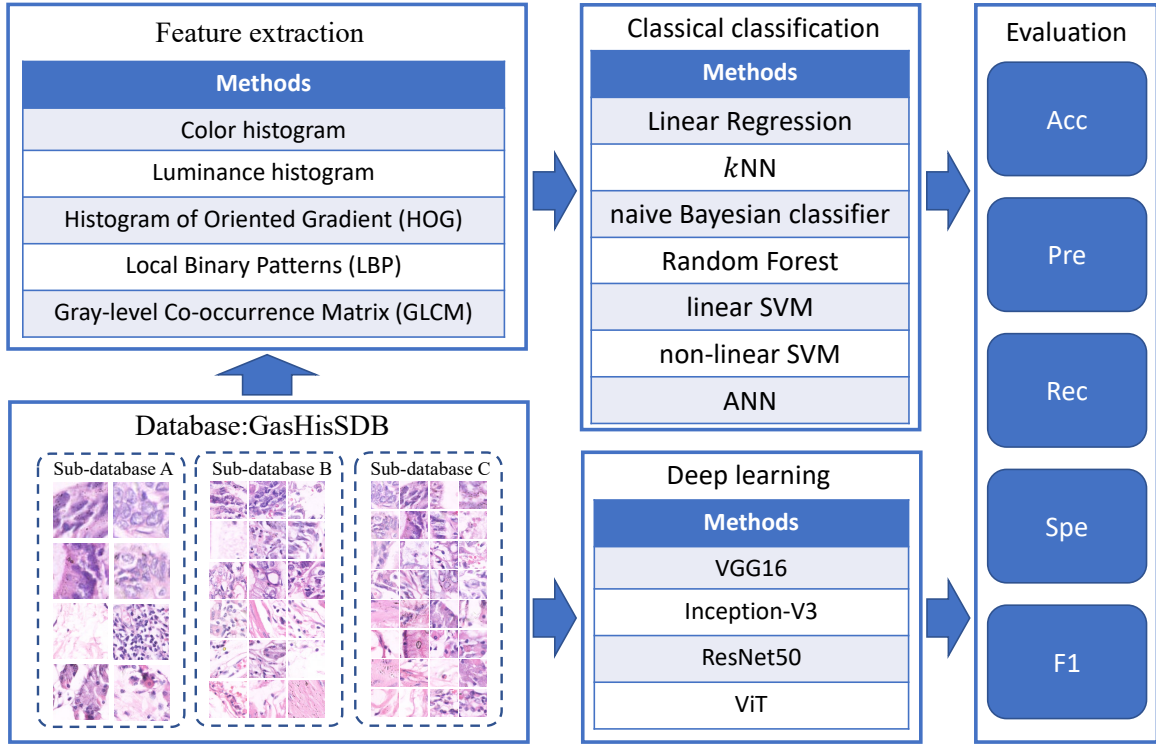 Feature extraction
Methods
Color histogram
Luminance histogram
Histogram of Oriented Gradient (HOG)
Local Binary Patterns (LBP)
Gray-level Co-occurrence Matrix (GLCM)
Database:GasHisSDB
Sub-database A
Sub-database B
Sub-database C
Classical classification
Methods
Linear Regression
kNN
naive Bayesian classifier
Random Forest
linear SVM
non-linear SVM
ANN
Deep learning
Methods
VGG16
Inception-V3
ResNet50
ViT
Evaluation
Acc
Pre
Rec
Spe
F1